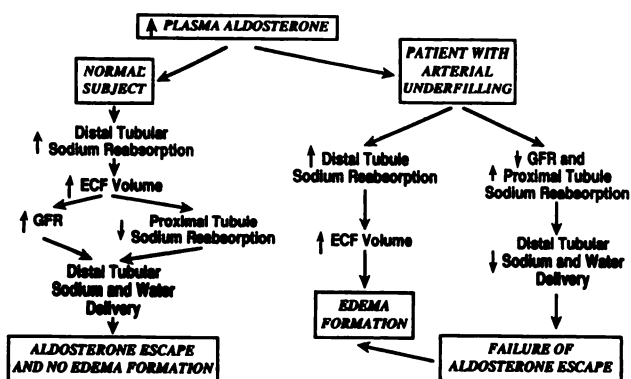 ↑ PLASMA ALDOSTERONE
NORMAL
SUBJECT
↑ Distal Tubular
Sodium Reabsorption
↑ ECF Volume
↑ GFR
↓ Proximal Tubule
Sodium Reabsorption
Distal Tubular
Sodium and Water
Delivery
ALDOSTERONE ESCAPE
AND NO EDEMA FORMATION
PATIENT WITH
ARTERIAL
UNDERFILLING
↑ Distal Tubule
Sodium Reabsorption
↑ ECF Volume
EDEMA
FORMATION
↓ GFR and
↑ Proximal Tubule
Sodium Reabsorption
Distal Tubular
↓ Sodium and Water
Delivery
FAILURE OF
ALDOSTERONE ESCAPE